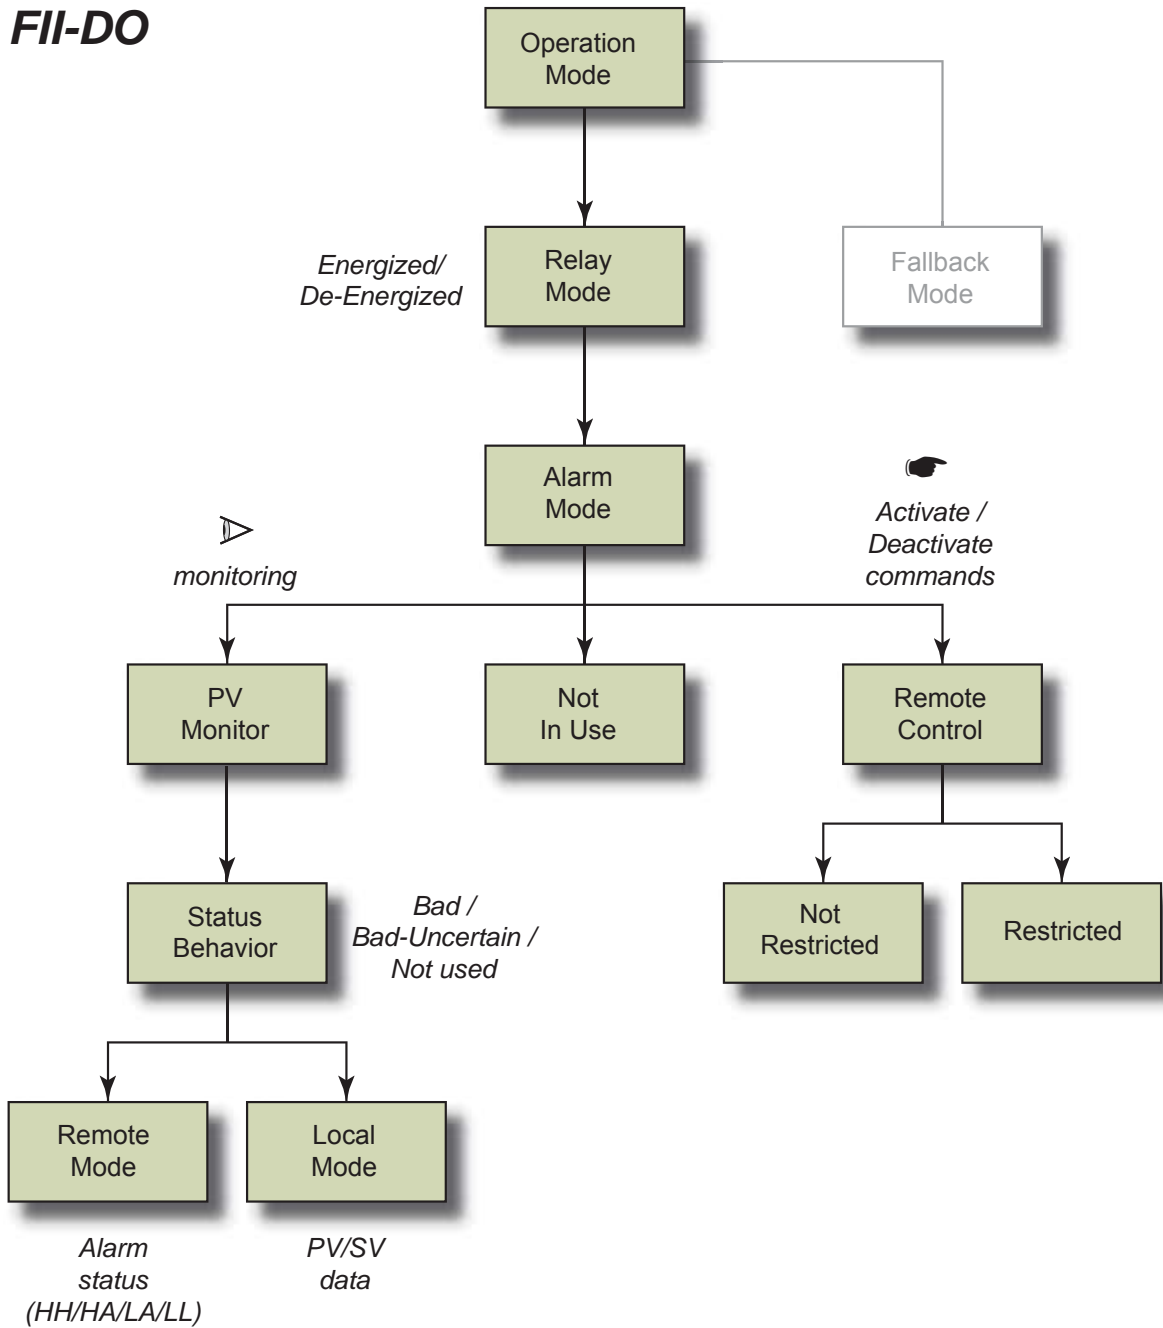 FII-DO
Operation
Mode
Energized/
De-Energized
Relay
Mode
Fallback
Mode
Alarm
Mode
monitoring
Activate /
Deactivate
commands
PV
Monitor
Not
In Use
Remote
Control
Status
Behavior
Bad /
Bad-Uncertain /
Not used
Not
Restricted
Restricted
Remote
Mode
Local
Mode
Alarm
status
(HH/HA/LA/LL)
PV/SV
data